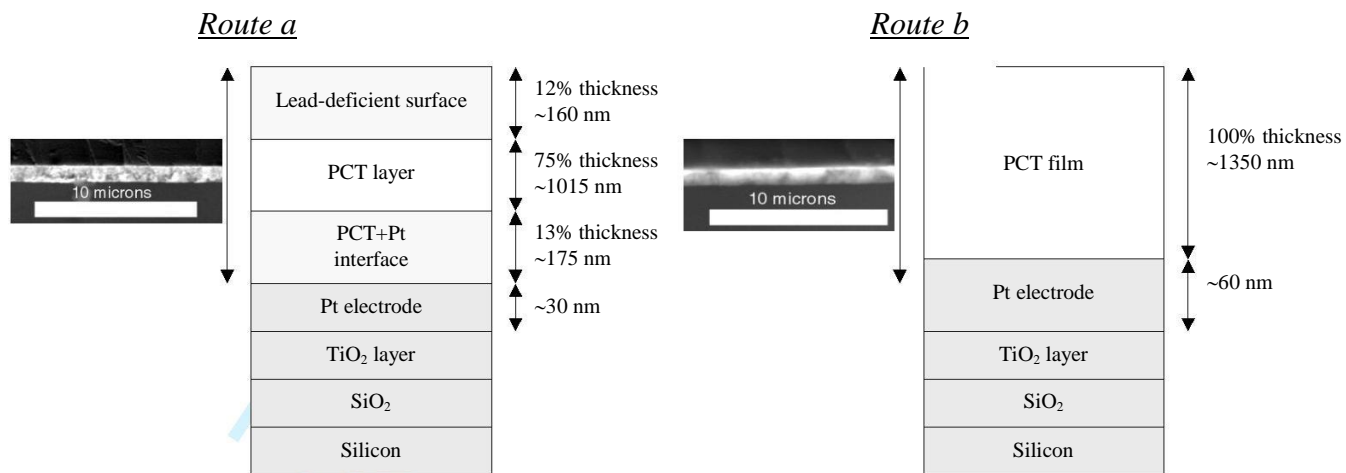 Route a
Route b
Lead-deficient surface
12% thickness
~160 nm
PCT layer
75% thickness
~1015 nm
10 microns
PCT+Pt
interface
13% thickness
~175 nm
Pt electrode
~30 nm
TiO₂ layer
SiO₂
Silicon
PCT film
100% thickness
~1350 nm
10 microns
Pt electrode
~60 nm
TiO₂ layer
SiO₂
Silicon